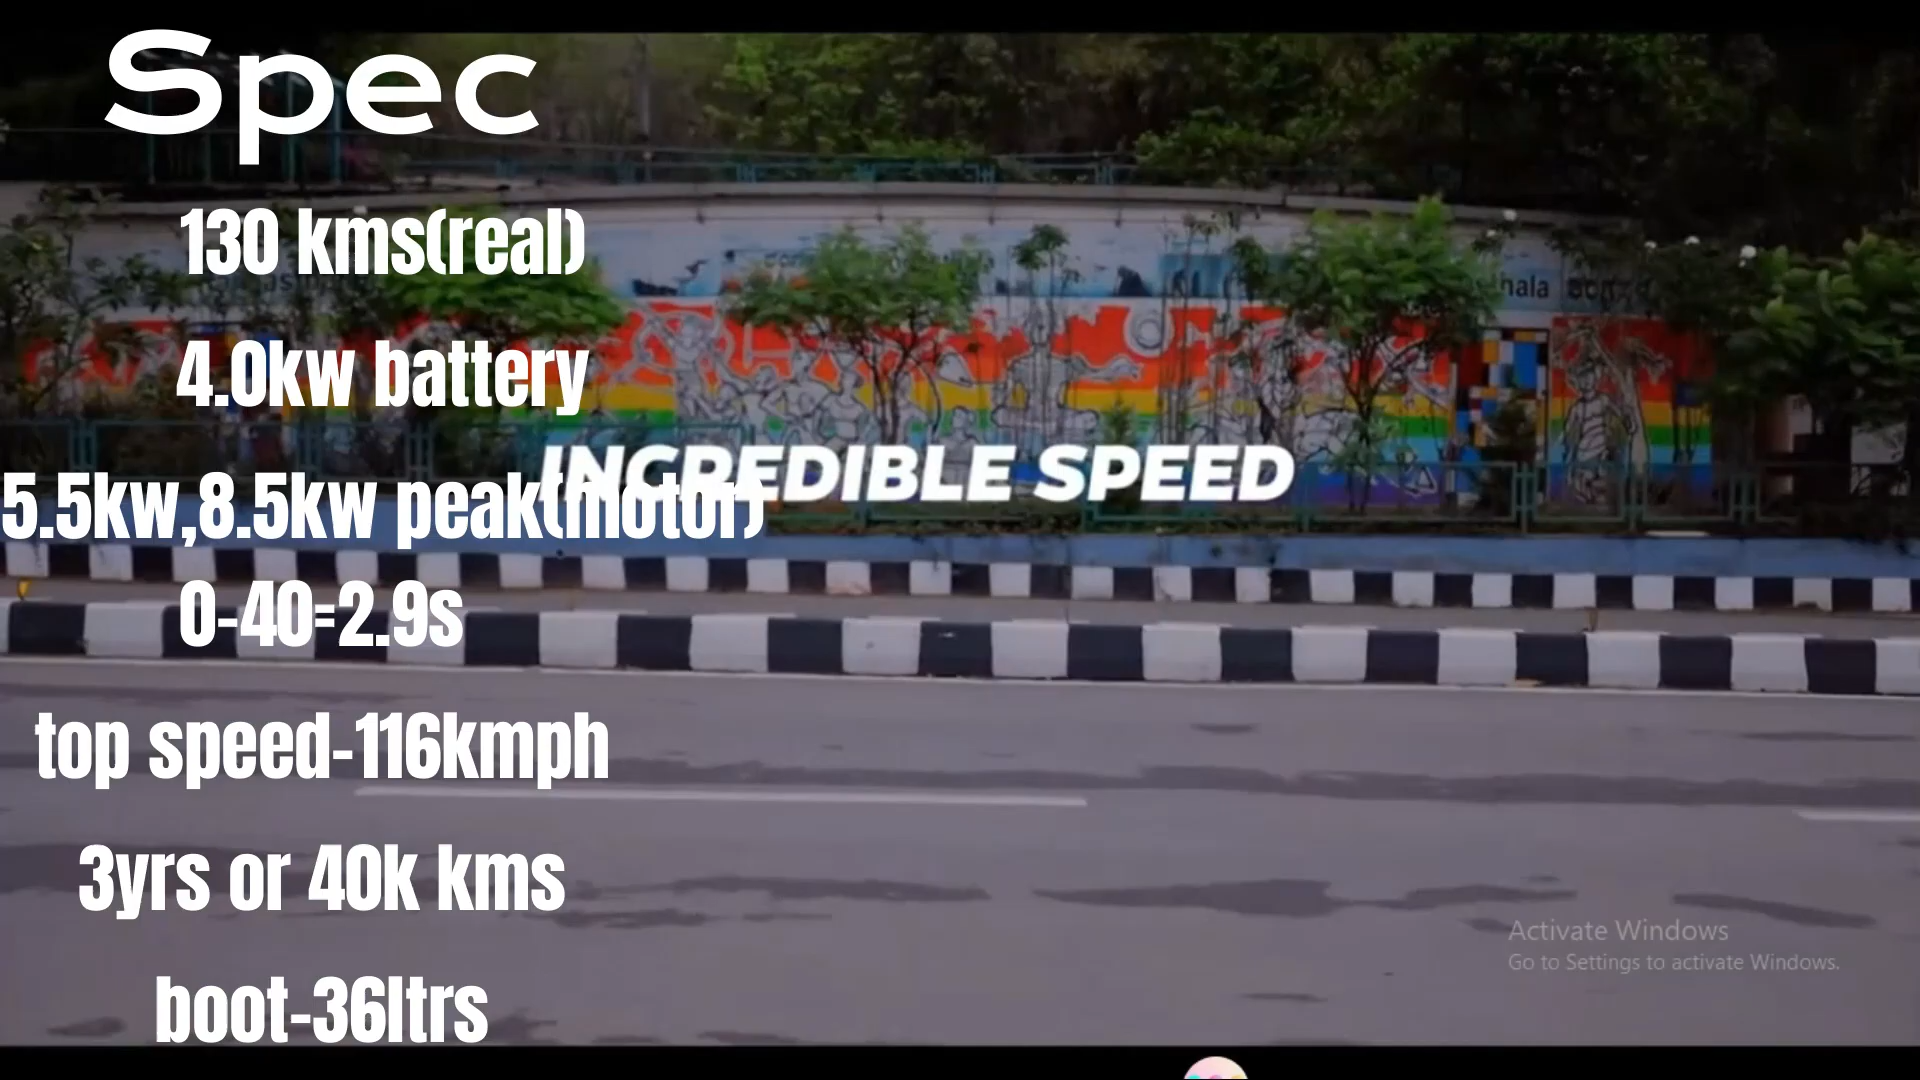 Spec
130 kms(real)
4.0kw battery
INCREDIBLE SPEED
5.5kw,8.5kw peak(motor)
0-40=2.9s
top speed-116kmph
3yrs or 40k kms
boot-36ltrs
Activate Windows
Go to Settings to activate Windows.